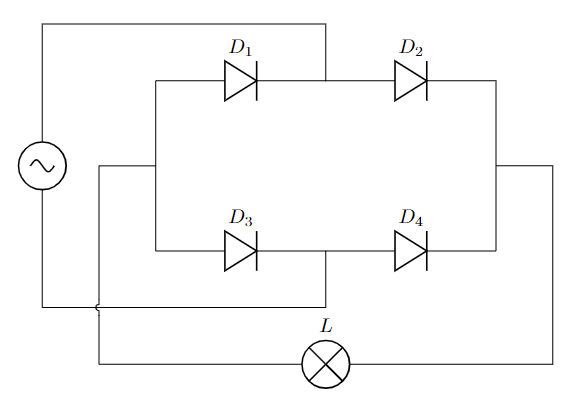 D₁ D₂
D₃ D₄
L